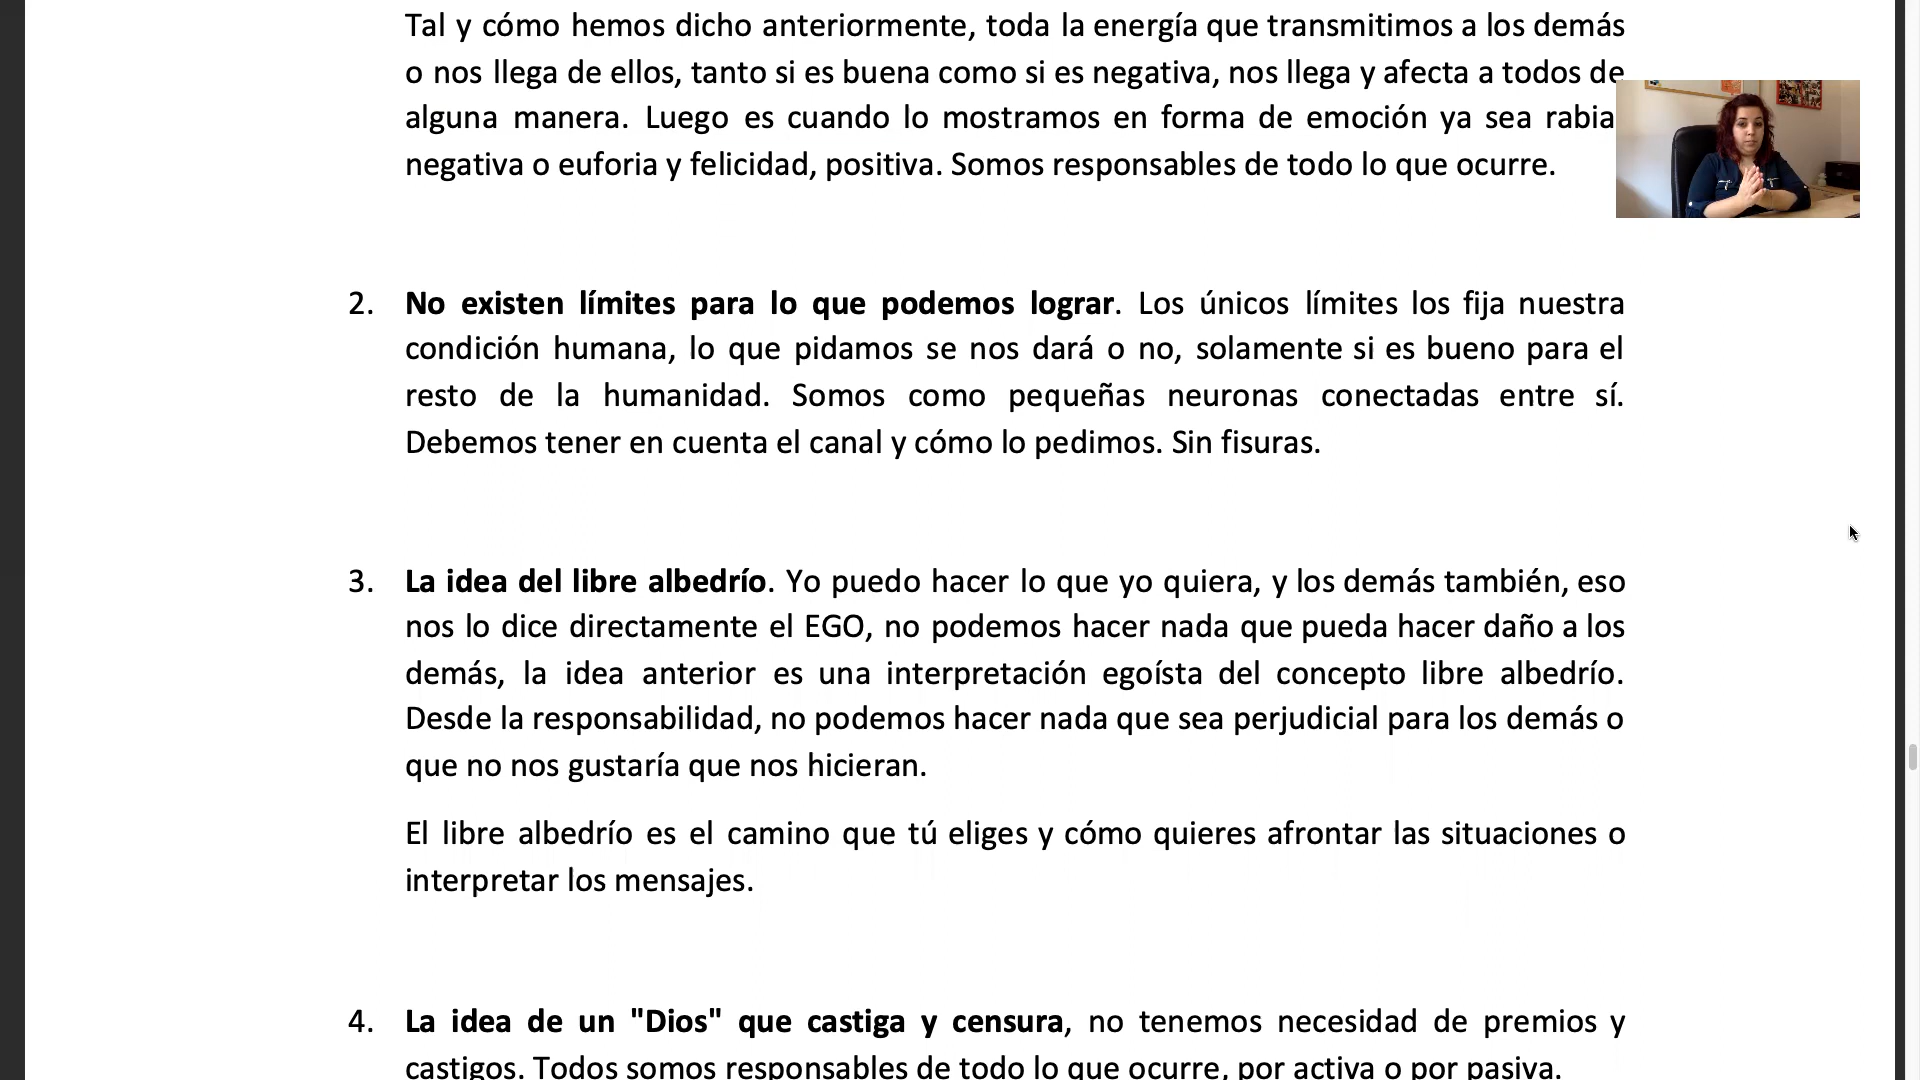 Tal y cómo hemos dicho anteriormente, toda la energía que transmitimos a los demás
o nos llega de ellos, tanto si es buena como si es negativa, nos llega y afecta a todos de
alguna manera. Luego es cuando lo mostramos en forma de emoción ya sea rabia
negativa o euforia y felicidad, positiva. Somos responsables de todo lo que ocurre.
2. No existen límites para lo que podemos lograr. Los únicos límites los fija nuestra
condición humana, lo que pidamos se nos dará o no, solamente si es bueno para el
resto de la humanidad. Somos como pequeñas neuronas conectadas entre sí.
Debemos tener en cuenta el canal y cómo lo pedimos. Sin fisuras.
3. La idea del libre albedrío. Yo puedo hacer lo que yo quiera, y los demás también, eso
nos lo dice directamente el EGO, no podemos hacer nada que pueda hacer daño a los
demás, la idea anterior es una interpretación egoísta del concepto libre albedrío.
Desde la responsabilidad, no podemos hacer nada que sea perjudicial para los demás o
que no nos gustaría que nos hicieran.
El libre albedrío es el camino que tú eliges y cómo quieres afrontar las situaciones o
interpretar los mensajes.
4. La idea de un "Dios" que castiga y censura, no tenemos necesidad de premios y
castigos. Todos somos responsables de todo lo que ocurre, por activa o por pasiva.